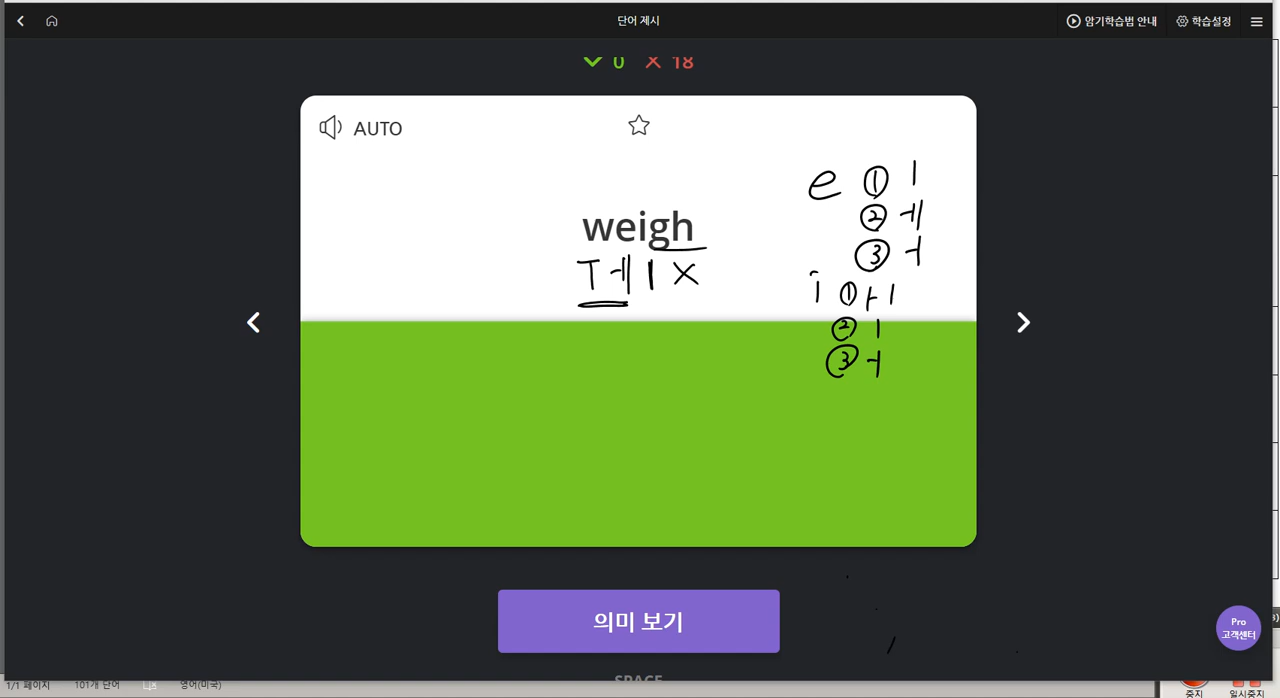 단어 제시
암기학습법 안내
학습설정
0 18
AUTO
weigh
ㅜㅔㅣX
e ① ㅣ
② ㅔ
③ ㅓ
i ① ㅏㅣ
② ㅣ
③ ㅓ
의미 보기
Pro
고객센터
SPACE
1/1 페이지 101개 단어 영어(미국)
중지 일시중지